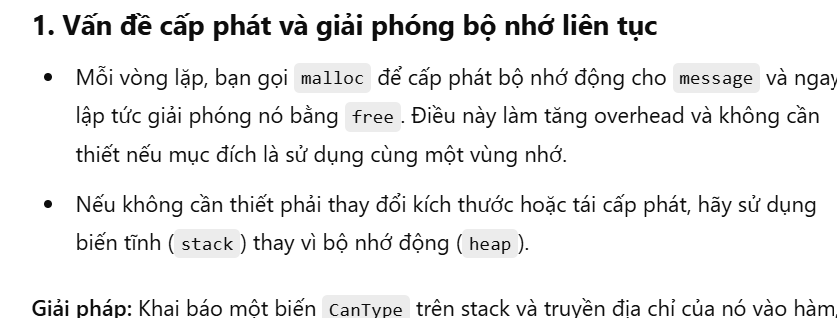 1. Vấn đề cấp phát và giải phóng bộ nhớ liên tục
• Mỗi vòng lặp, bạn gọi malloc để cấp phát bộ nhớ động cho message và ngay
lập tức giải phóng nó bằng free. Điều này làm tăng overhead và không cần
thiết nếu mục đích là sử dụng cùng một vùng nhớ.
• Nếu không cần thiết phải thay đổi kích thước hoặc tái cấp phát, hãy sử dụng
biến tĩnh (stack) thay vì bộ nhớ động (heap).
Giải pháp: Khai báo một biến CanType trên stack và truyền địa chỉ của nó vào hàm,